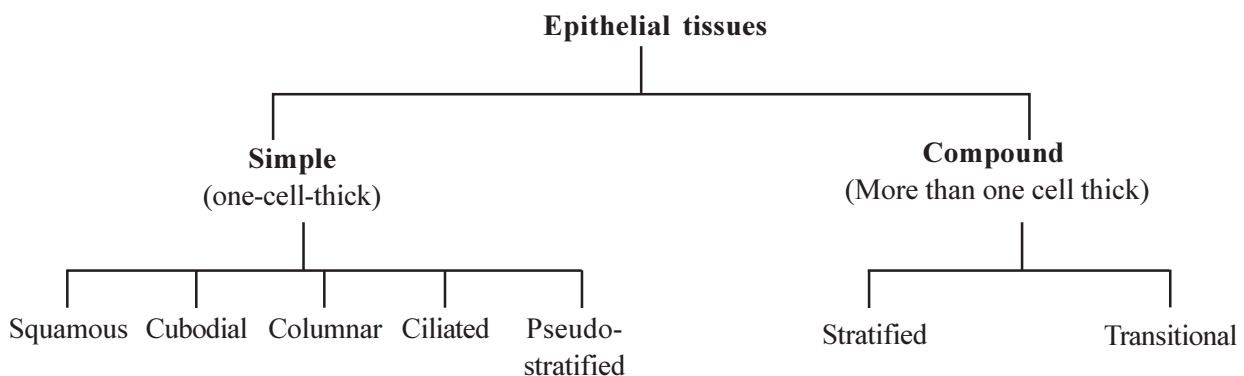 Epithelial tissues
Simple
(one-cell-thick)
Compound
(More than one cell thick)
Squamous
Cubodial
Columnar
Ciliated
Pseudo-
stratified
Stratified
Transitional